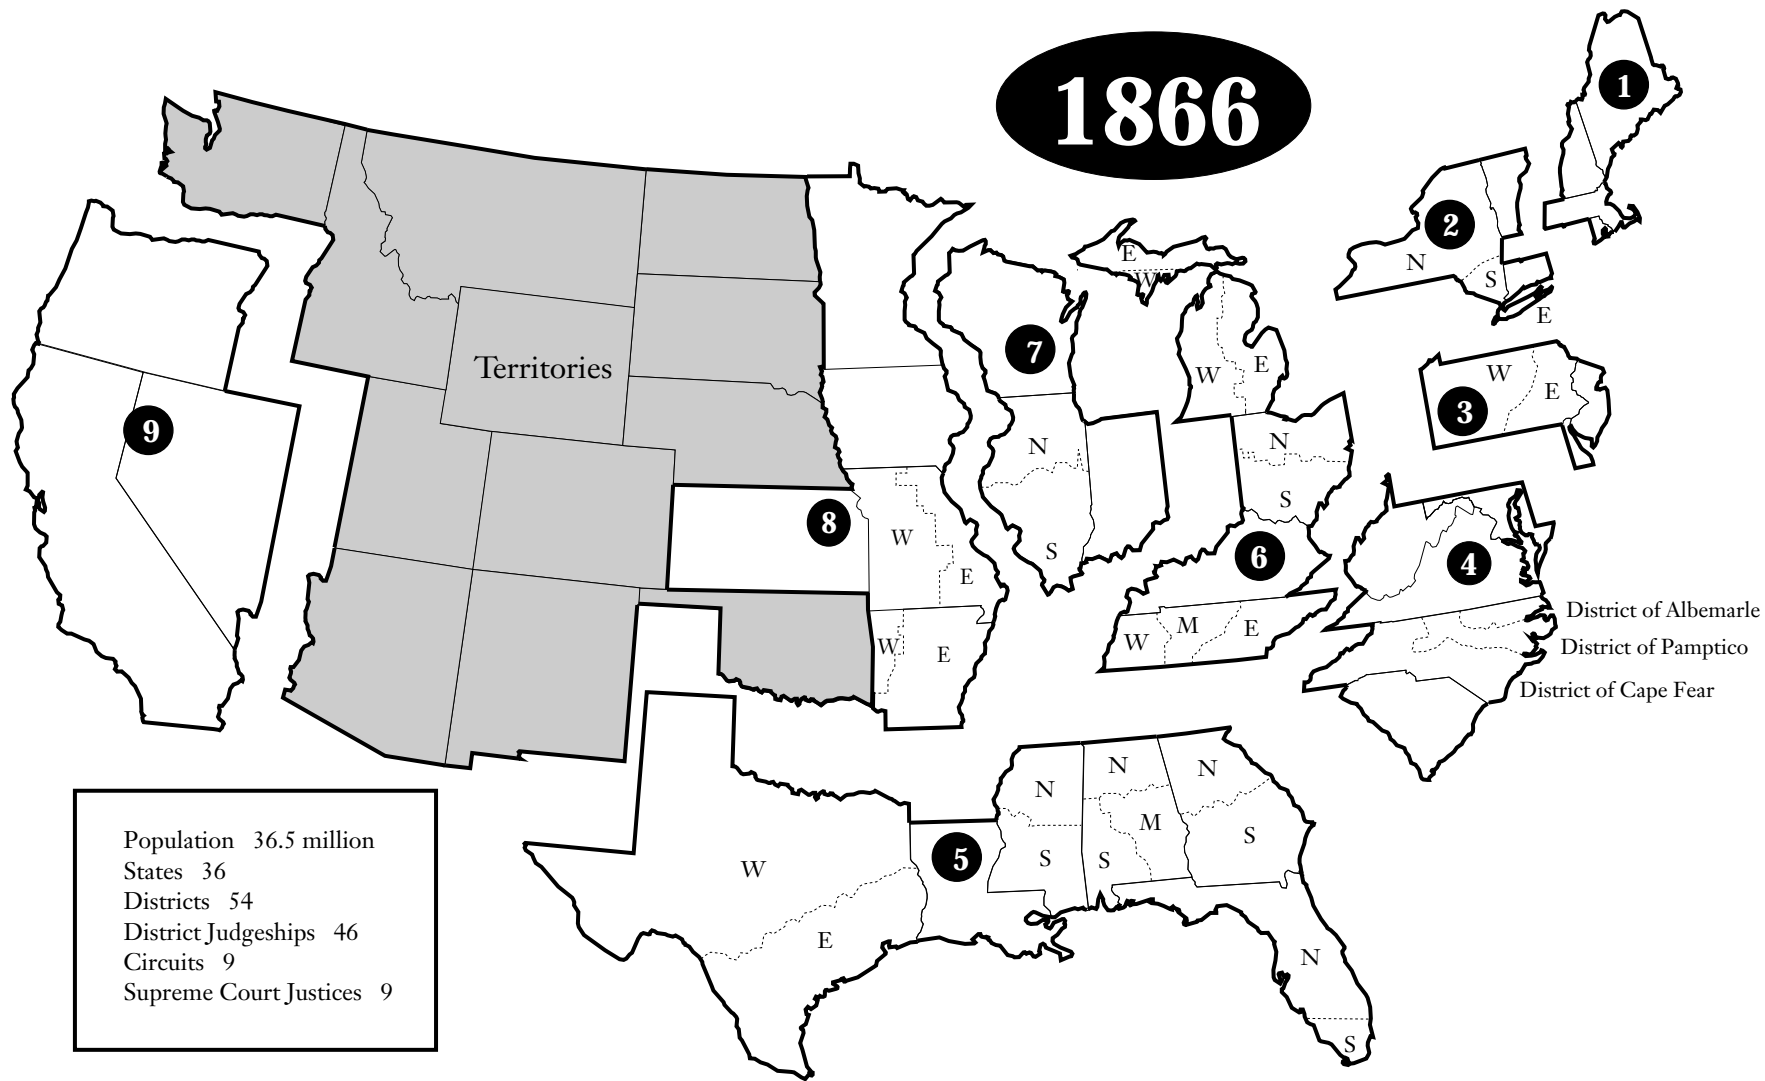 1866
1
2
N
S
E
E
W
7
W
E
3
W
E
Territories
9
N
S
N
S
8
W
E
6
4
W
M
E
W
E
District of Albemarle
District of Pamptico
District of Cape Fear
N
N
N
M
S
S
S
5
W
E
N
S
Population 36.5 million
States 36
Districts 54
District Judgeships 46
Circuits 9
Supreme Court Justices 9